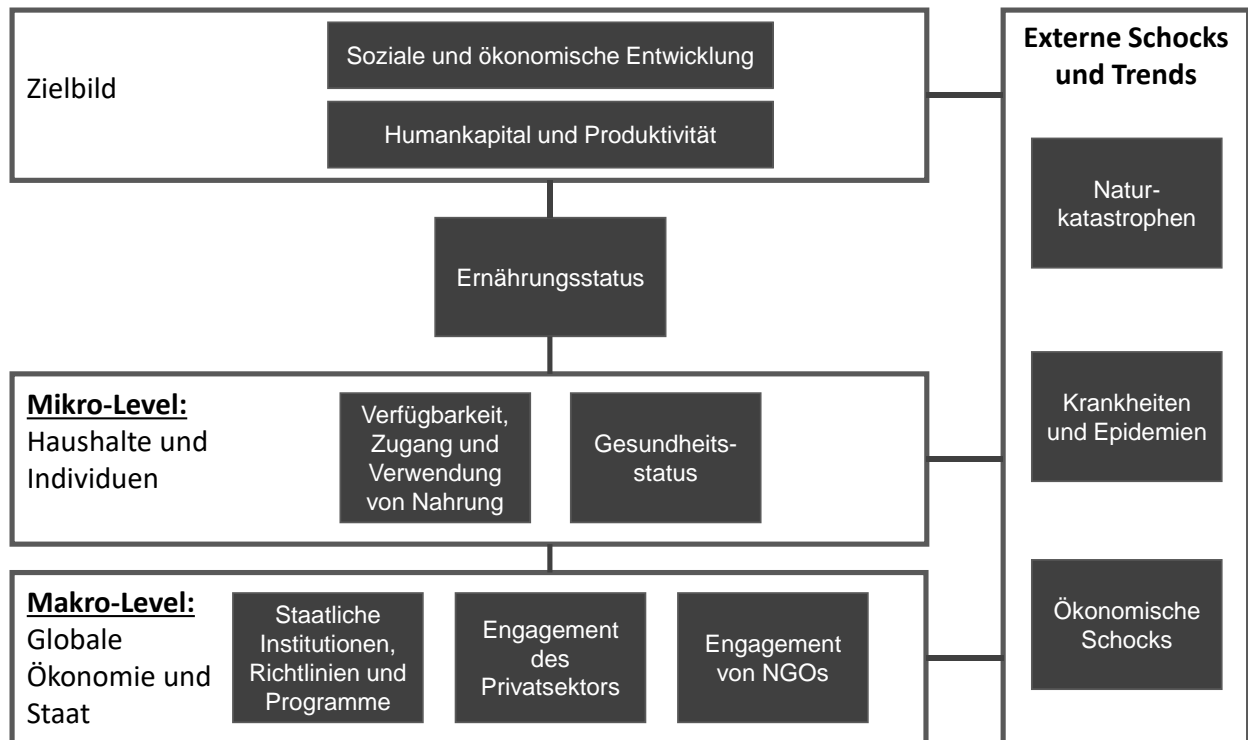 Zielbild
Soziale und ökonomische Entwicklung
Humankapital und Produktivität
Ernährungsstatus
Mikro-Level:
Haushalte und
Individuen
Verfügbarkeit,
Zugang und
Verwendung
von Nahrung
Gesundheits-
status
Makro-Level:
Globale
Ökonomie und
Staat
Staatliche
Institutionen,
Richtlinien und
Programme
Engagement
des
Privatsektors
Engagement
von NGOs
Externe Schocks
und Trends
Natur-
katastrophen
Krankheiten
und Epidemien
Ökonomische
Schocks